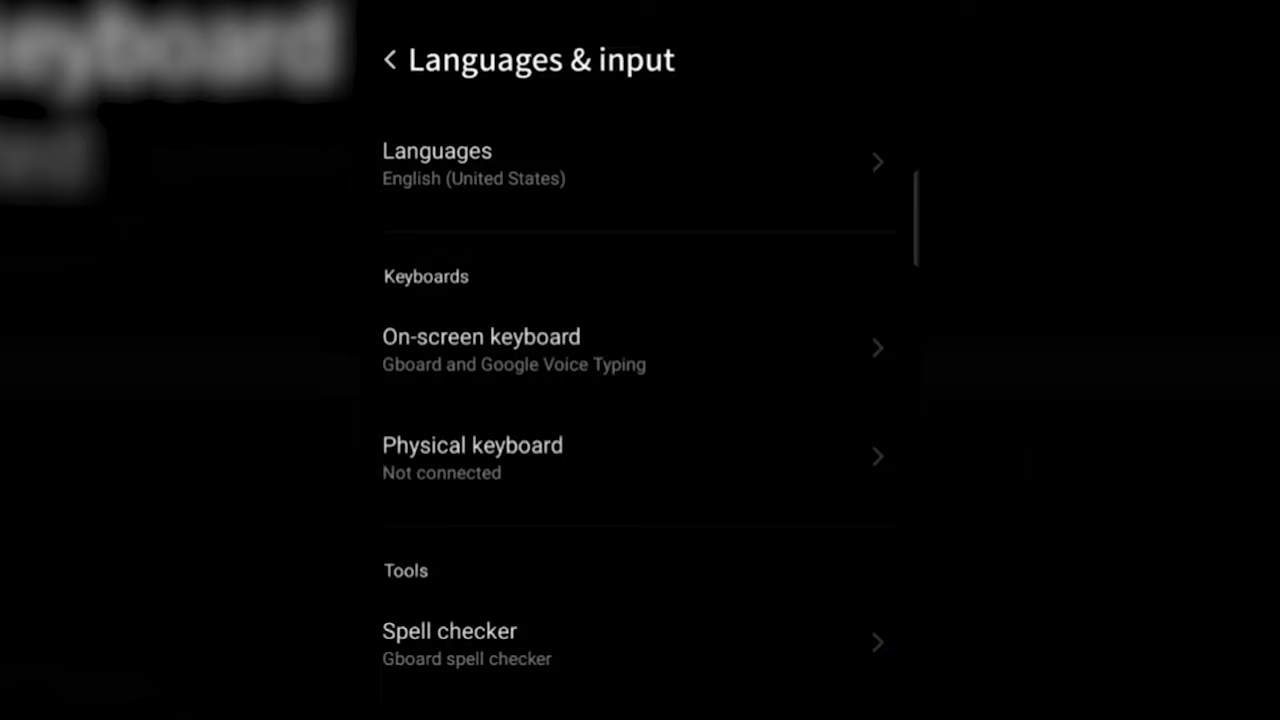 keyboard
Languages & input
Languages
English (United States)
Keyboards
On-screen keyboard
Gboard and Google Voice Typing
Physical keyboard
Not connected
Tools
Spell checker
Gboard spell checker